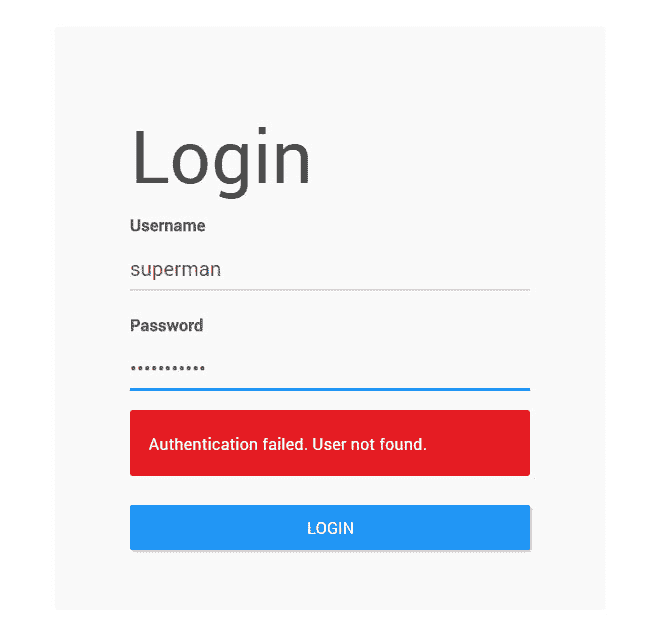 Login
Username
superman
Password
•••••••••••
Authentication failed. User not found.
LOGIN